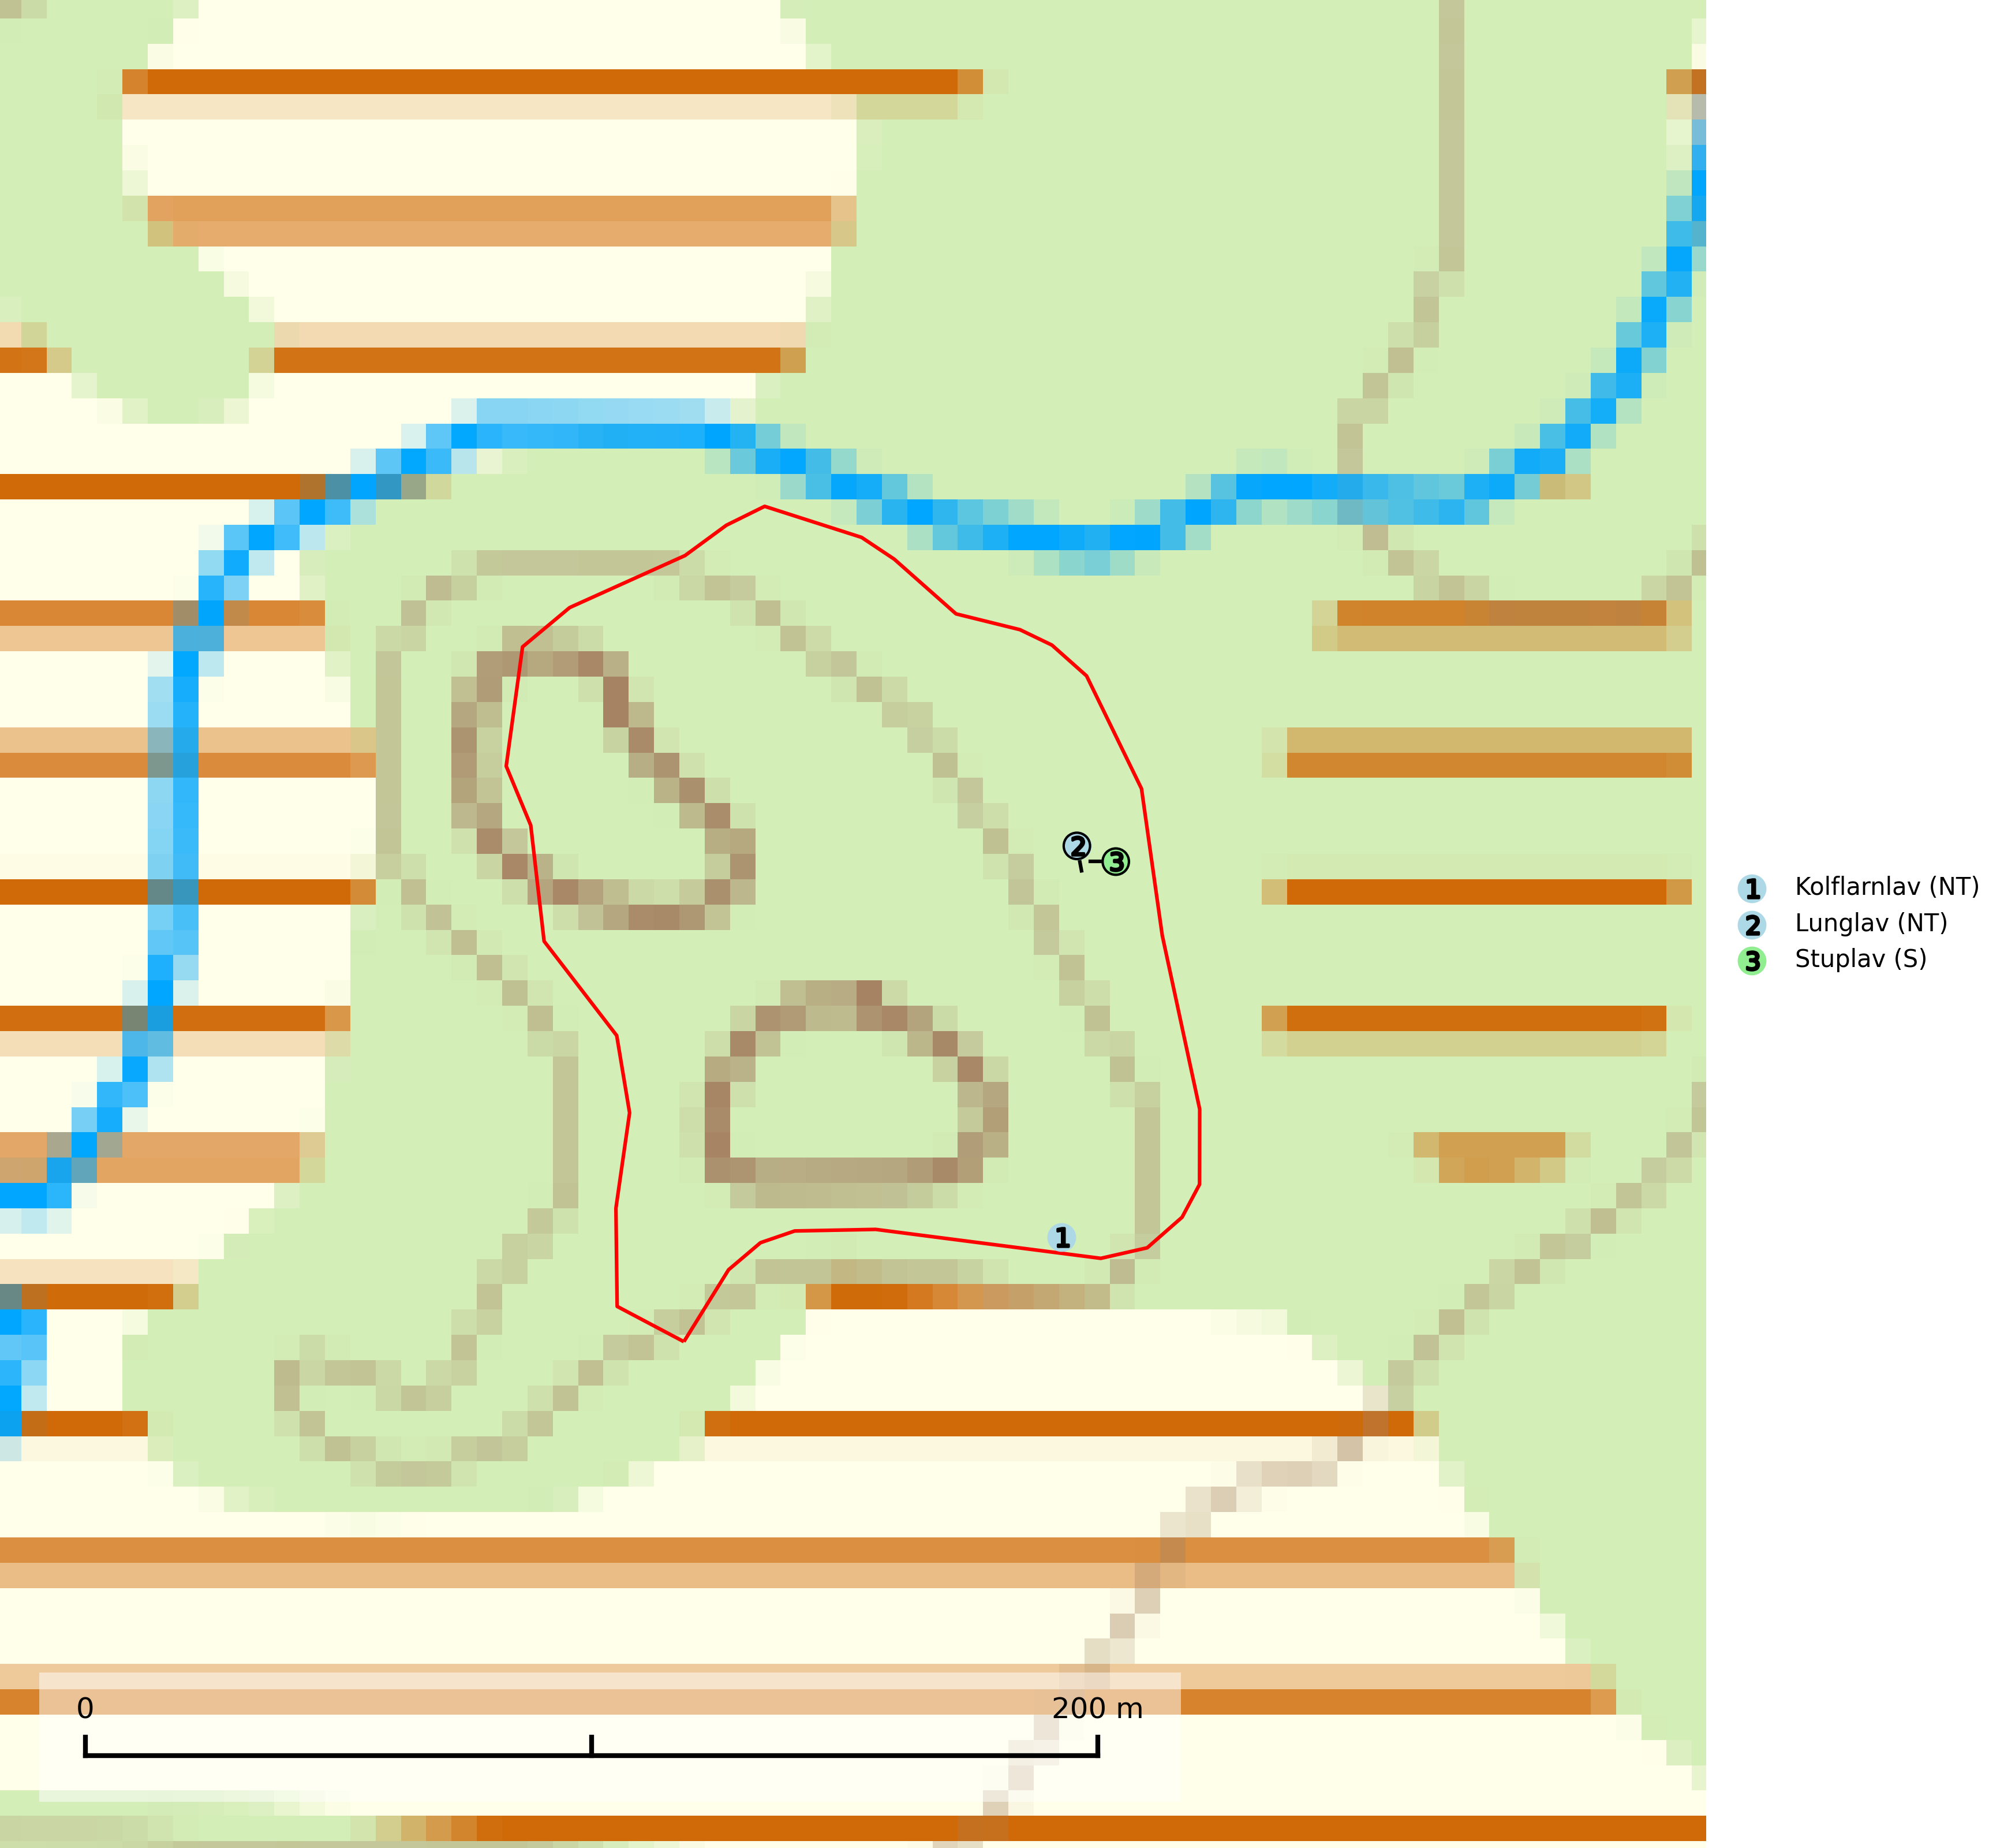 2
3
1
1 Kolflarnlav (NT)
2 Lunglav (NT)
3 Stuplav (S)
0 200 m